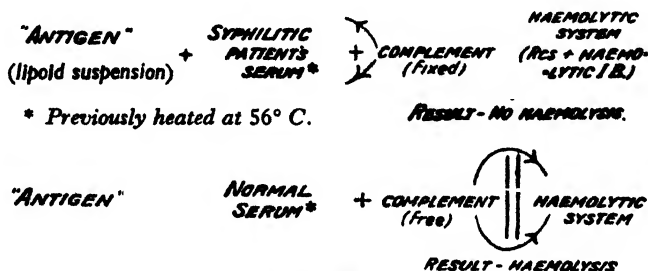 "ANTIGEN" + SYPHILITIC + COMPLEMENT HAEMOLYTIC
(lipoid suspension) PATIENT'S (Fixed) SYSTEM
SERUM* (RCS + HAEMO-
-LYTIC I.B.)
* Previously heated at 56° C. RESULT - NO HAEMOLYSIS.
"ANTIGEN" NORMAL + COMPLEMENT HAEMOLYTIC
SERUM* (Free) SYSTEM
RESULT - HAEMOLYSIS